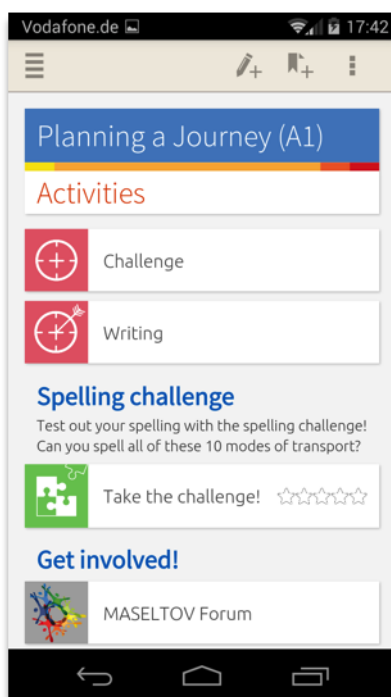 Vodafone.de 17:42
Planning a Journey (A1)
Activities
Challenge
Writing
Spelling challenge
Test out your spelling with the spelling challenge!
Can you spell all of these 10 modes of transport?
Take the challenge!
Get involved!
MASELTOV Forum